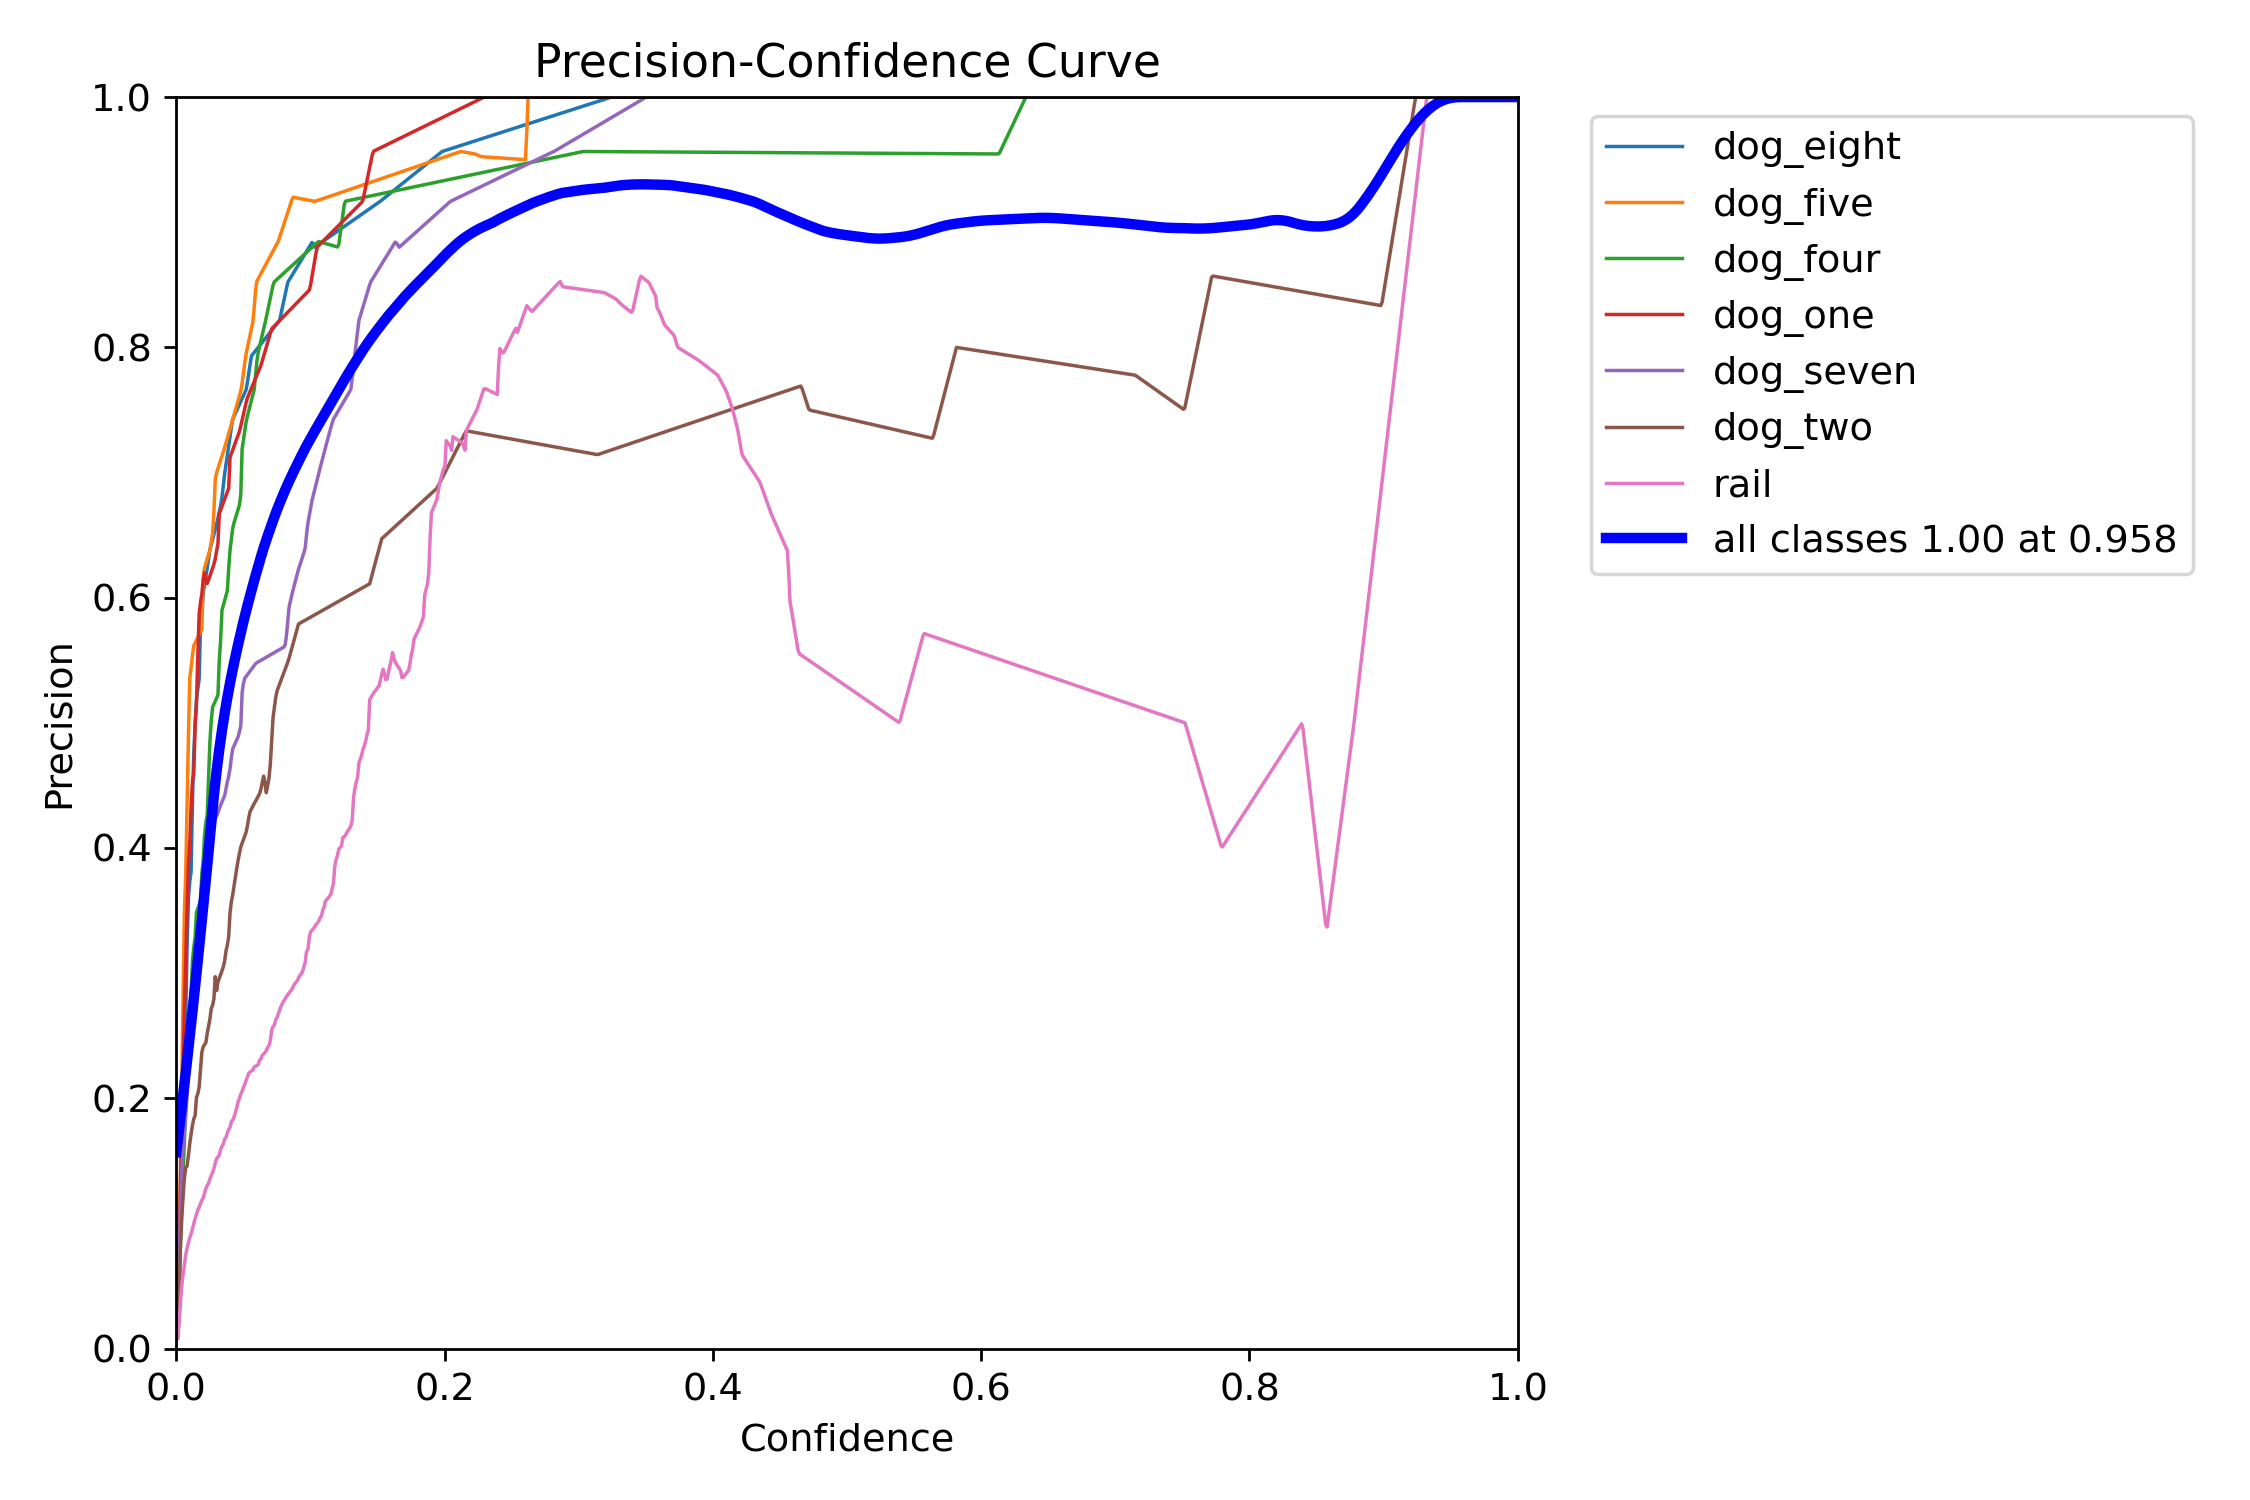 Precision-Confidence Curve
1.0
0.8
0.6
0.4
0.2
0.0
Precision
0.0 0.2 0.4 0.6 0.8 1.0
Confidence
dog_eight
dog_five
dog_four
dog_one
dog_seven
dog_two
rail
all classes 1.00 at 0.958